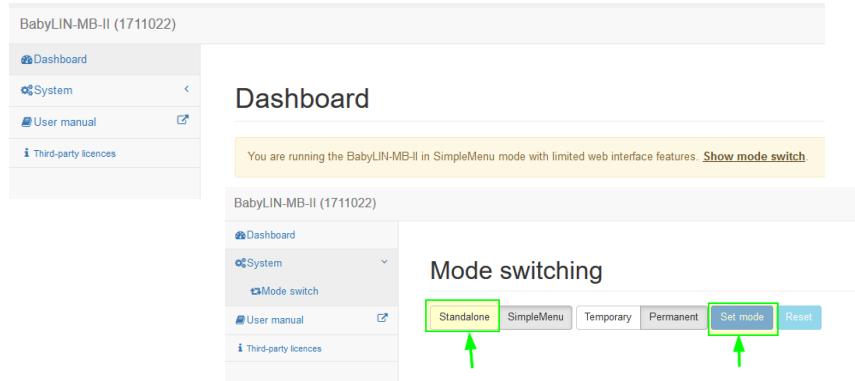 BabyLIN-MB-II (1711022)
Dashboard
System
User manual
Third-party licences
Dashboard
You are running the BabyLIN-MB-II in SimpleMenu mode with limited web interface features. Show mode switch.
BabyLIN-MB-II (1711022)
Dashboard
System
Mode switch
User manual
Third-party licences
Mode switching
Standalone SimpleMenu Temporary Permanent Set mode Reset